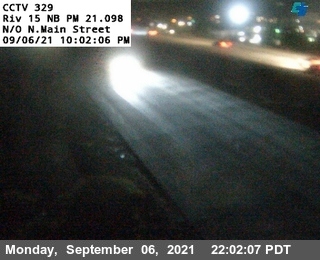 CCTV 329
Riv 15 NB PM 21.098
N/O N.Main Street
09/06/21 10:02:06 PM
Monday, September 06, 2021 22:02:07 PDT